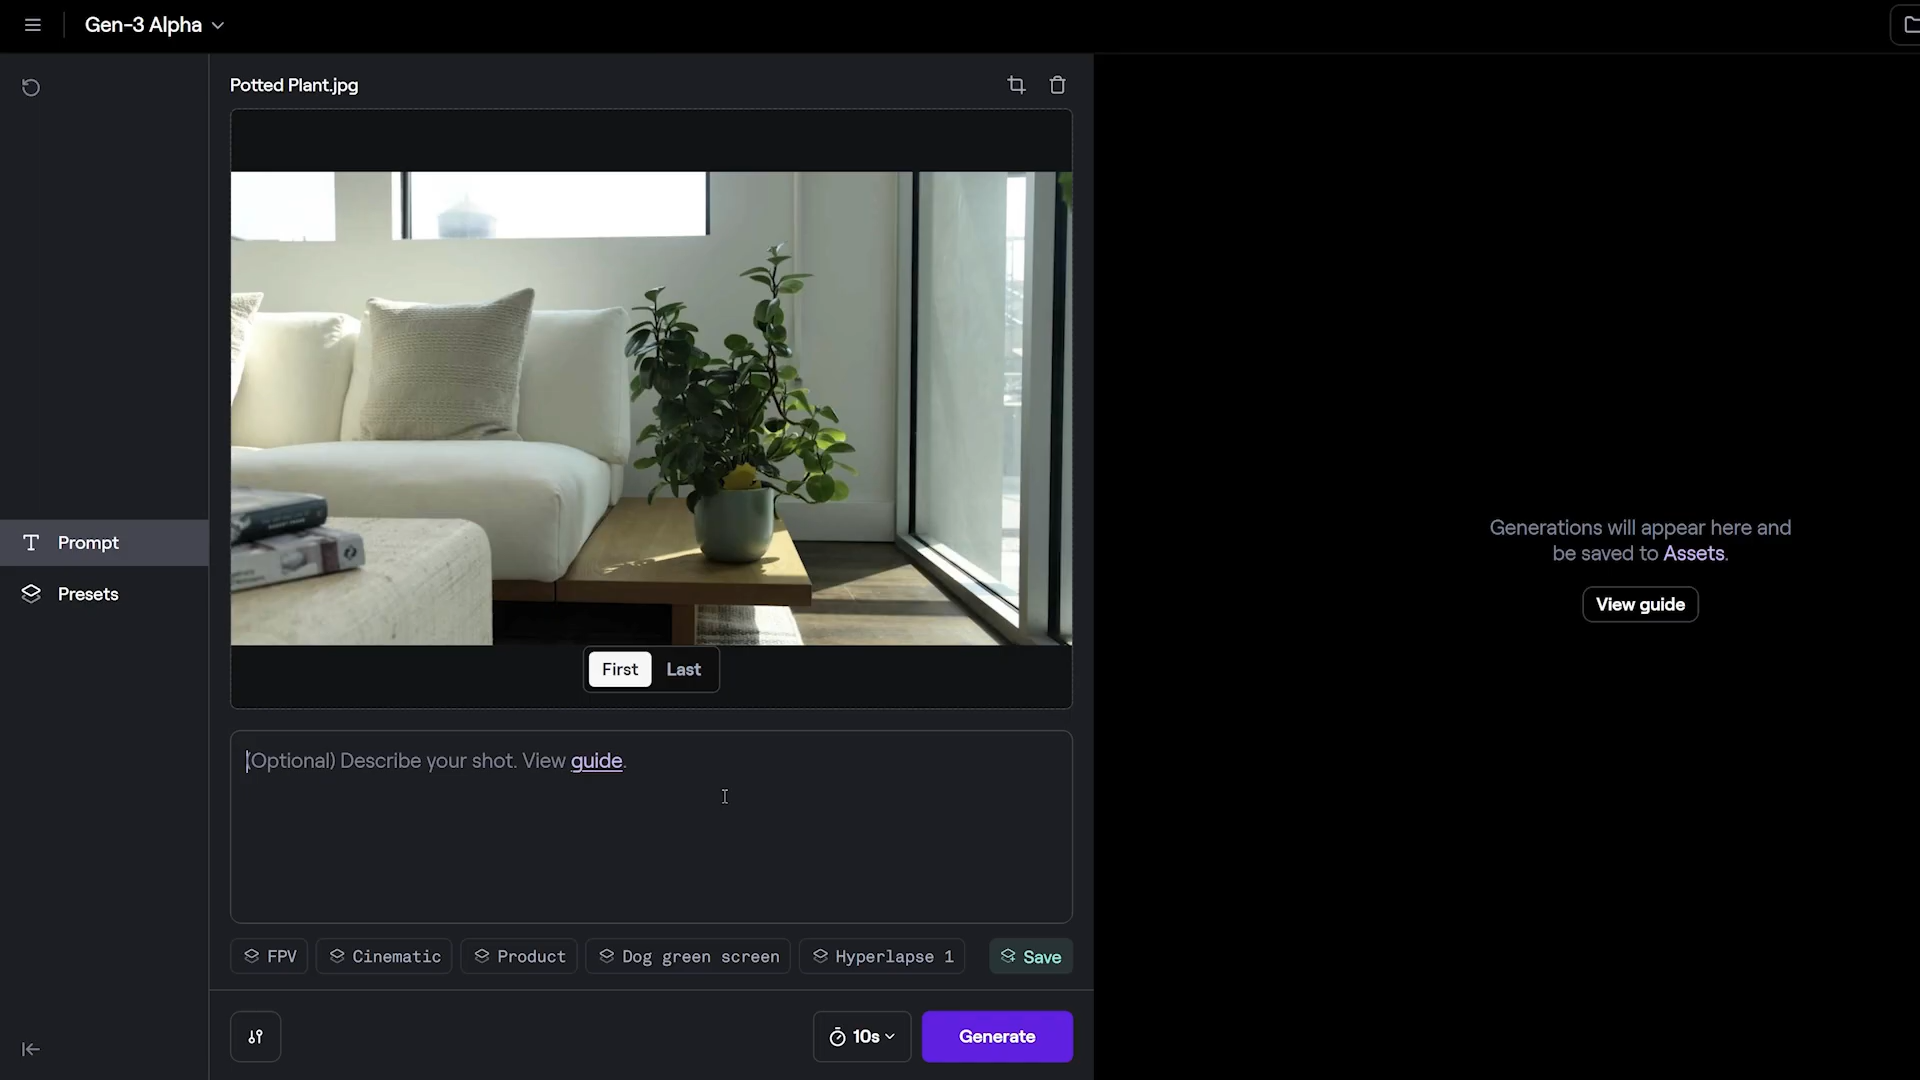 Gen-3 Alpha
Potted Plant.jpg
Prompt
Presets
First Last
(Optional) Describe your shot. View guide.
FPV Cinematic Product Dog green screen Hyperlapse 1 Save
10s Generate
Generations will appear here and
be saved to Assets.
View guide